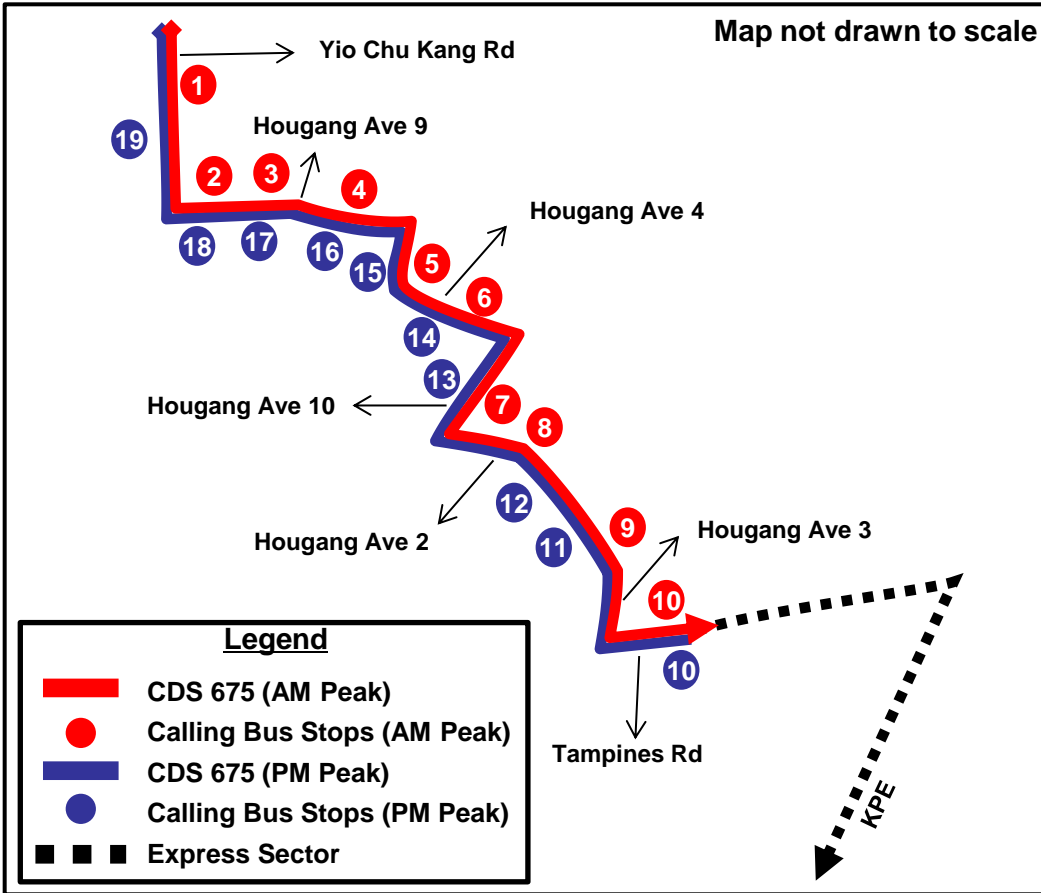 Map not drawn to scale
Yio Chu Kang Rd
1
Hougang Ave 9
19
2
3
4
Hougang Ave 4
18
17
16
15
5
6
14
13
Hougang Ave 10
7
8
12
Hougang Ave 2
11
9
Hougang Ave 3
10
10
Tampines Rd
KPE
Legend
CDS 675 (AM Peak)
Calling Bus Stops (AM Peak)
CDS 675 (PM Peak)
Calling Bus Stops (PM Peak)
Express Sector